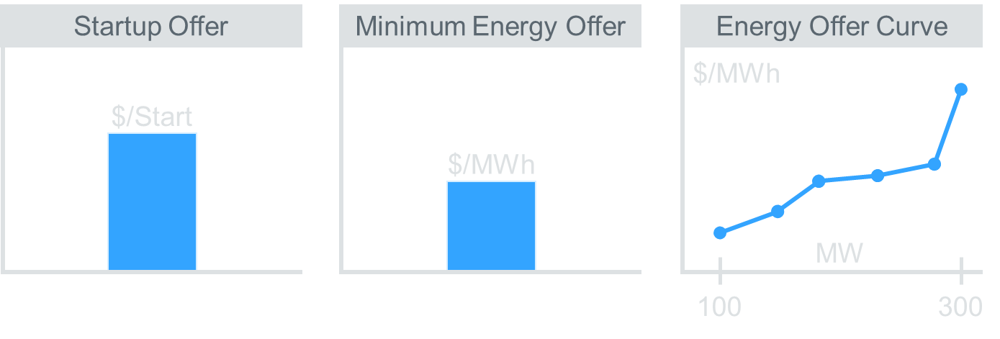 Startup Offer
$/Start
Minimum Energy Offer
$/MWh
Energy Offer Curve
$/MWh
MW
100
300